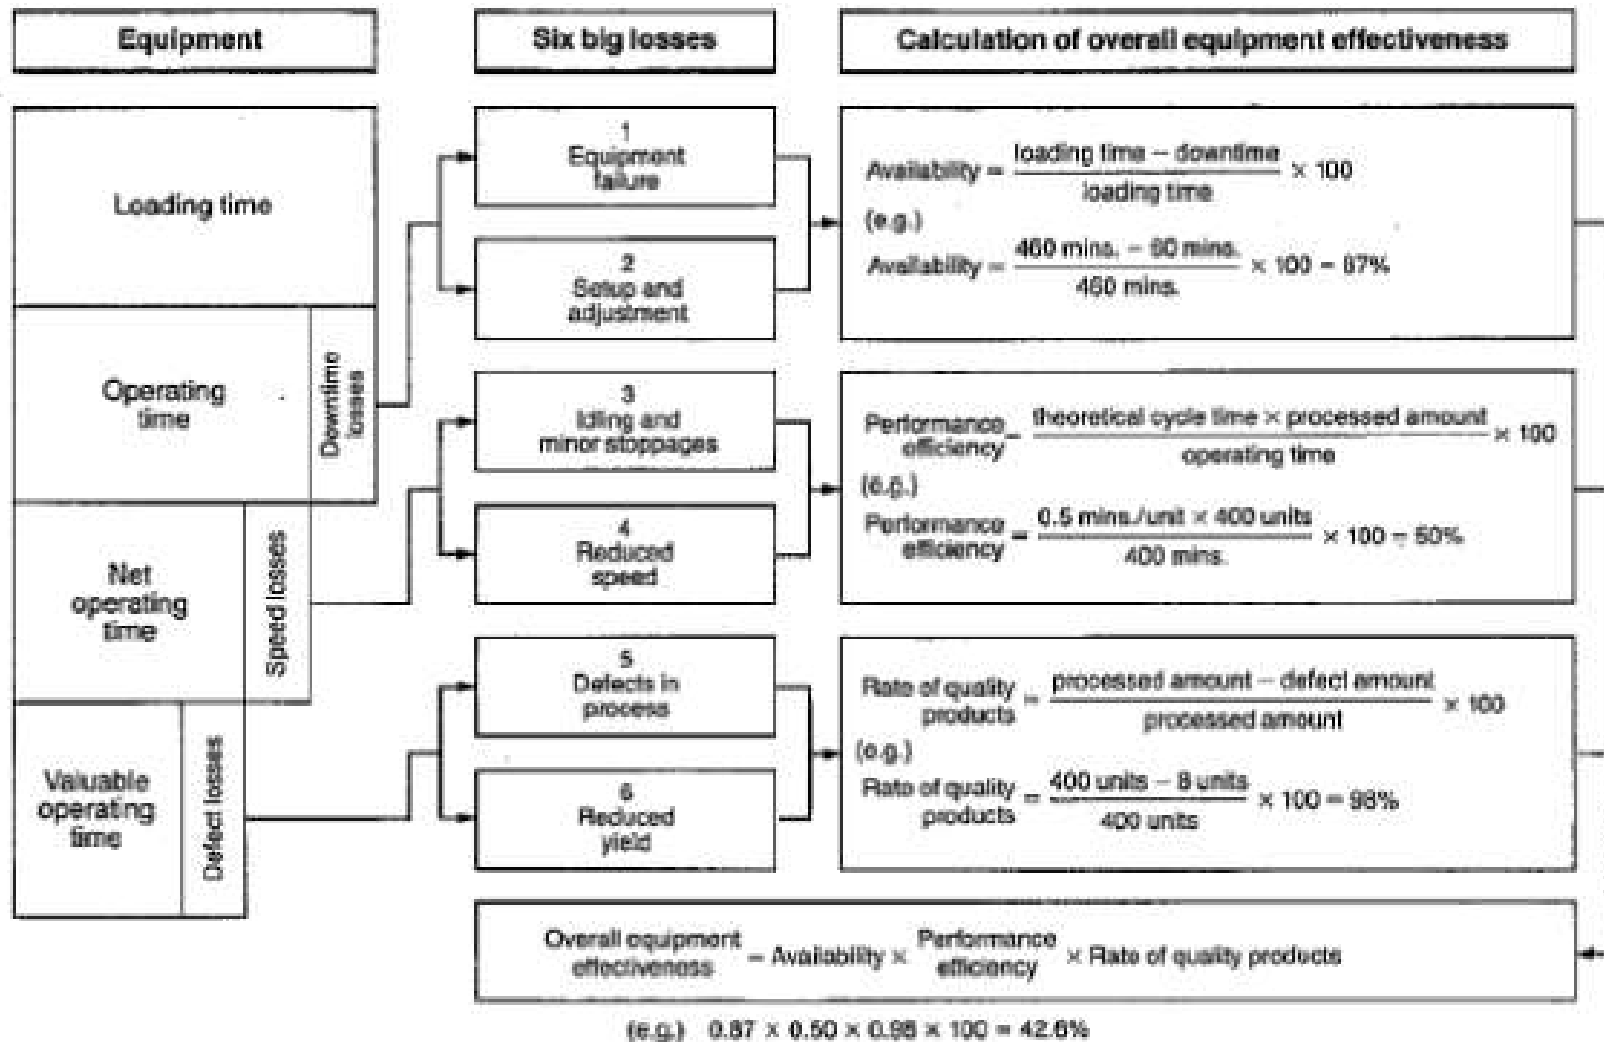 Equipment
Six big losses
Calculation of overall equipment effectiveness
Loading time
Operating
time
Downtime
losses
Net
operating
time
Speed losses
Valuable
operating
time
Defect losses
1
Equipment
failure
2
Setup and
adjustment
3
Idling and
minor stoppages
4
Reduced
speed
5
Defects in
process
6
Reduced
yield
Availability = loading time − downtime / loading time × 100
(e.g.)
Availability = 460 mins. − 60 mins. / 460 mins. × 100 = 87%
Performance efficiency = theoretical cycle time × processed amount / operating time × 100
(e.g.)
Performance efficiency = 0.5 mins./unit × 400 units / 400 mins. × 100 = 50%
Rate of quality products = processed amount − defect amount / processed amount × 100
(e.g.)
Rate of quality products = 400 units − 8 units / 400 units × 100 = 98%
Overall equipment effectiveness = Availability × Performance efficiency × Rate of quality products
(e.g.) 0.87 × 0.50 × 0.98 × 100 = 42.6%